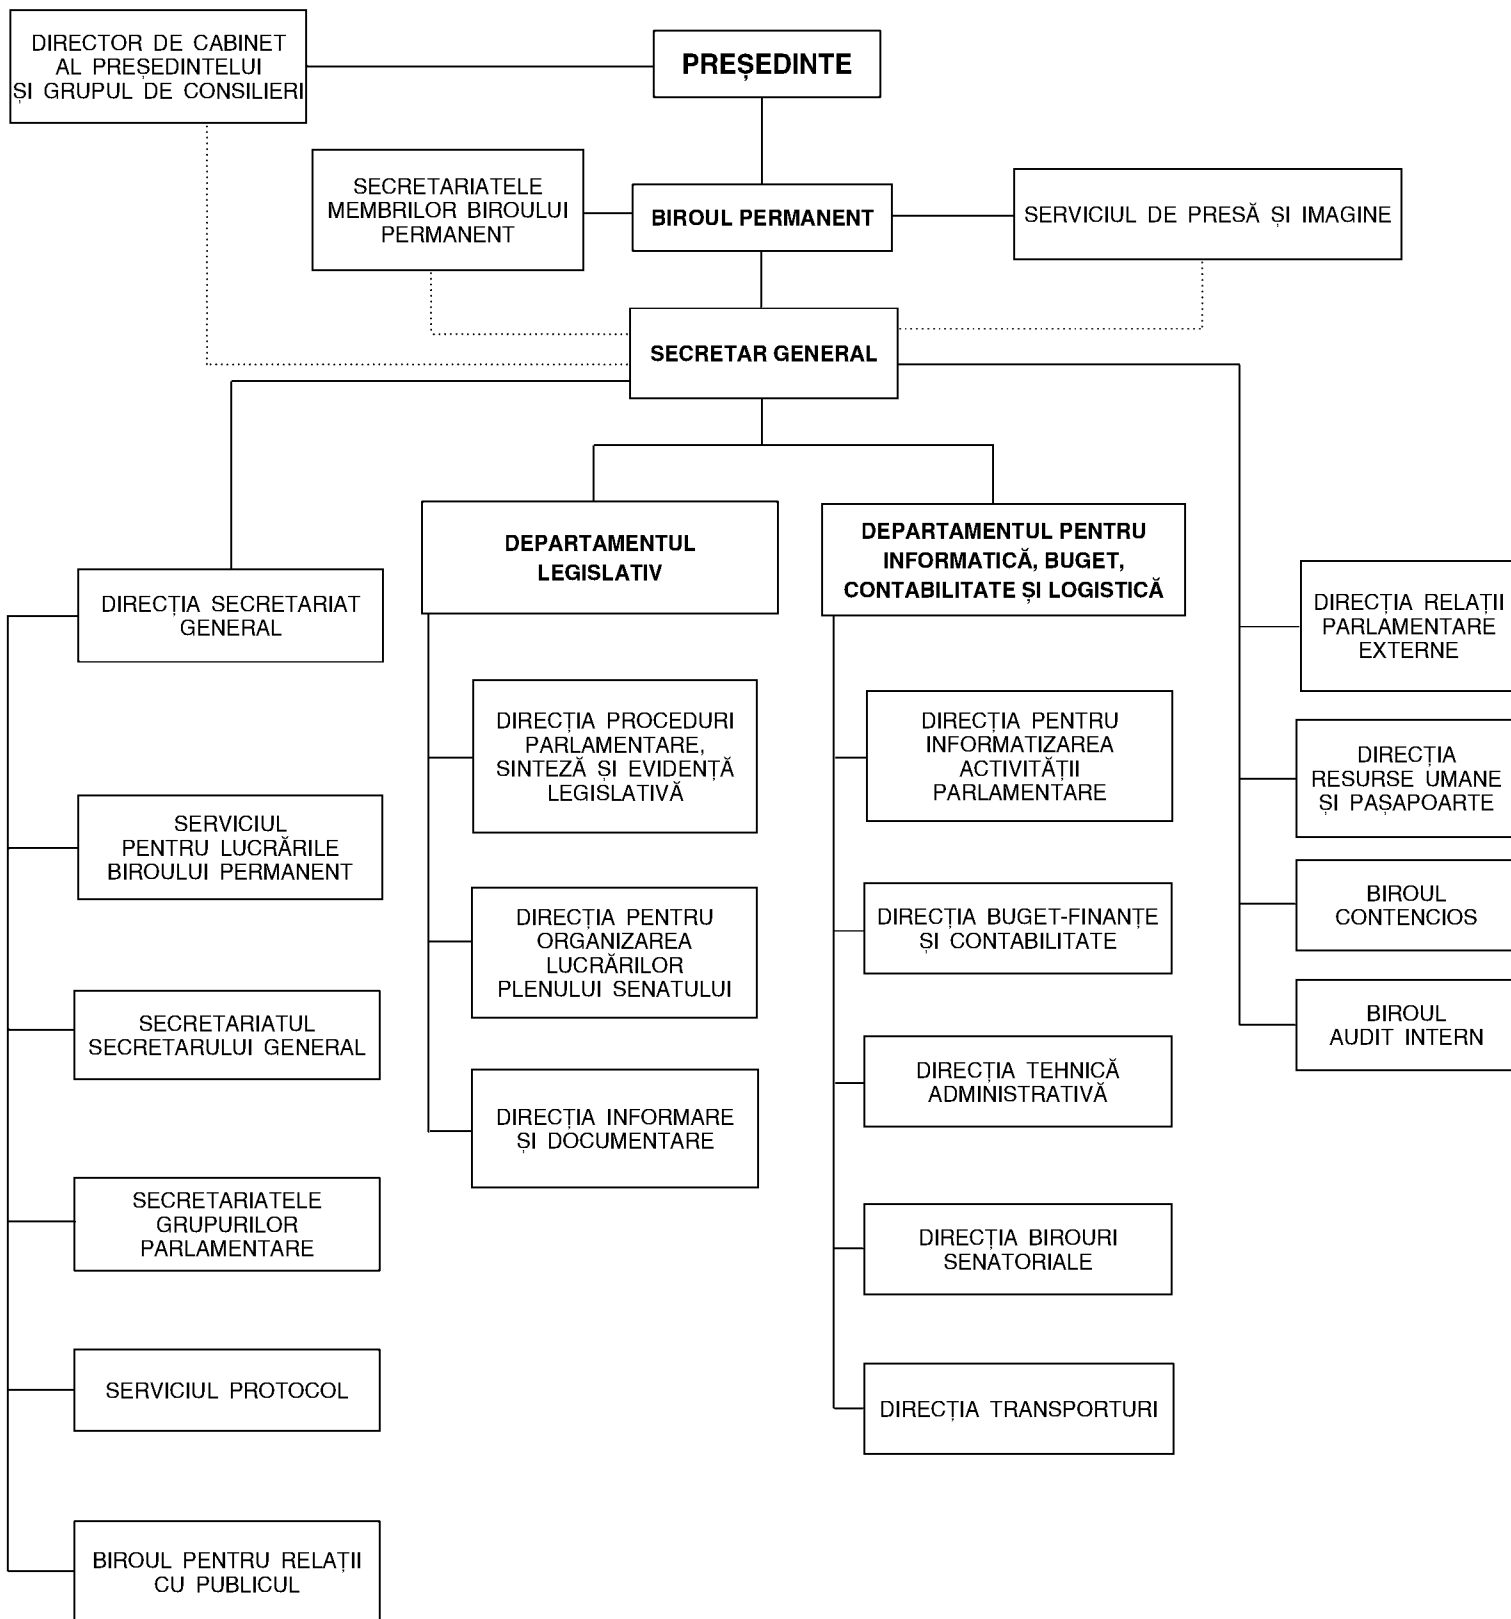 DIRECTOR DE CABINET
AL PREȘEDINTELUI
ȘI GRUPUL DE CONSILIERI
PREȘEDINTE
SECRETARIATELE
MEMBRILOR BIROULUI
PERMANENT
BIROUL PERMANENT
SERVICIUL DE PRESĂ ȘI IMAGINE
SECRETAR GENERAL
DIRECȚIA SECRETARIAT
GENERAL
SERVICIUL
PENTRU LUCRĂRILE
BIROULUI PERMANENT
SECRETARIATUL
SECRETARULUI GENERAL
SECRETARIATELE
GRUPURILOR
PARLAMENTARE
SERVICIUL PROTOCOL
BIROUL PENTRU RELAȚII
CU PUBLICUL
DEPARTAMENTUL
LEGISLATIV
DIRECȚIA PROCEDURI
PARLAMENTARE,
SINTEZĂ ȘI EVIDENȚĂ
LEGISLATIVĂ
DIRECȚIA PENTRU
ORGANIZAREA
LUCRĂRILOR
PLENULUI SENATULUI
DIRECȚIA INFORMARE
ȘI DOCUMENTARE
DEPARTAMENTUL PENTRU
INFORMATICĂ, BUGET,
CONTABILITATE ȘI LOGISTICĂ
DIRECȚIA PENTRU
INFORMATIZAREA
ACTIVITĂȚII
PARLAMENTARE
DIRECȚIA BUGET-FINANȚE
ȘI CONTABILITATE
DIRECȚIA TEHNICĂ
ADMINISTRATIVĂ
DIRECȚIA BIROURI
SENATORIALE
DIRECȚIA TRANSPORTURI
DIRECȚIA RELAȚII
PARLAMENTARE
EXTERNE
DIRECȚIA
RESURSE UMANE
ȘI PAȘAPOARTE
BIROUL
CONTENCIOS
BIROUL
AUDIT INTERN